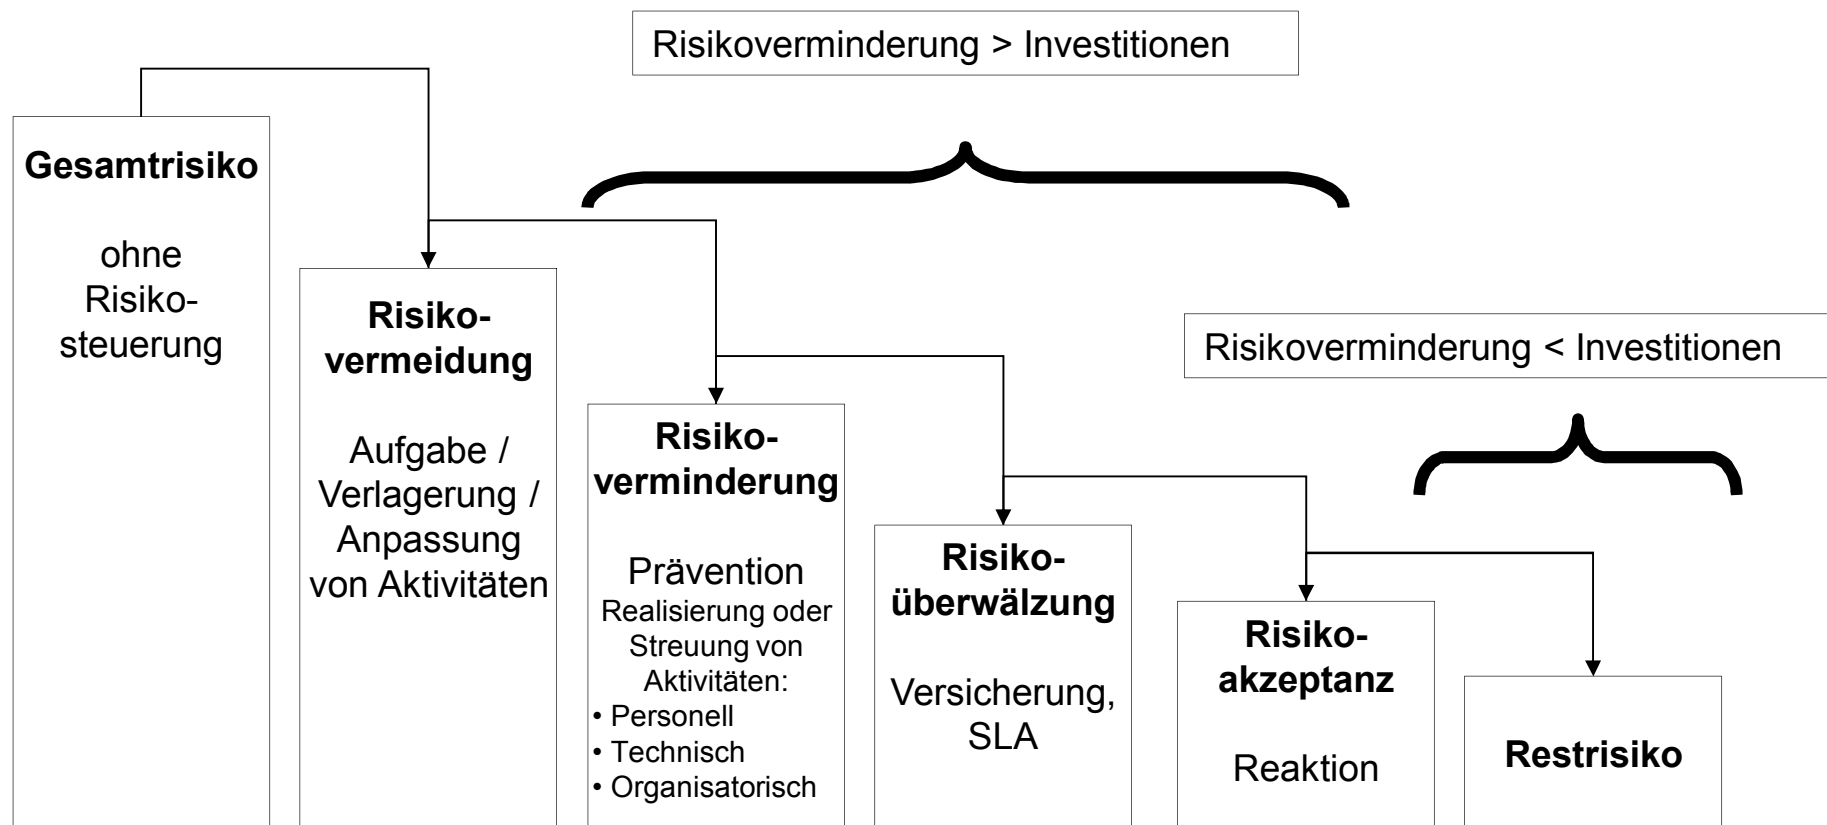 Risikoverminderung > Investitionen
Gesamtrisiko
ohne
Risiko-
steuerung
Risiko-
vermeidung
Aufgabe /
Verlagerung /
Anpassung
von Aktivitäten
Risikoverminderung < Investitionen
Risiko-
verminderung
Prävention
Realisierung oder
Streuung von
Aktivitäten:
• Personell
• Technisch
• Organisatorisch
Risiko-
überwälzung
Versicherung,
SLA
Risiko-
akzeptanz
Reaktion
Restrisiko